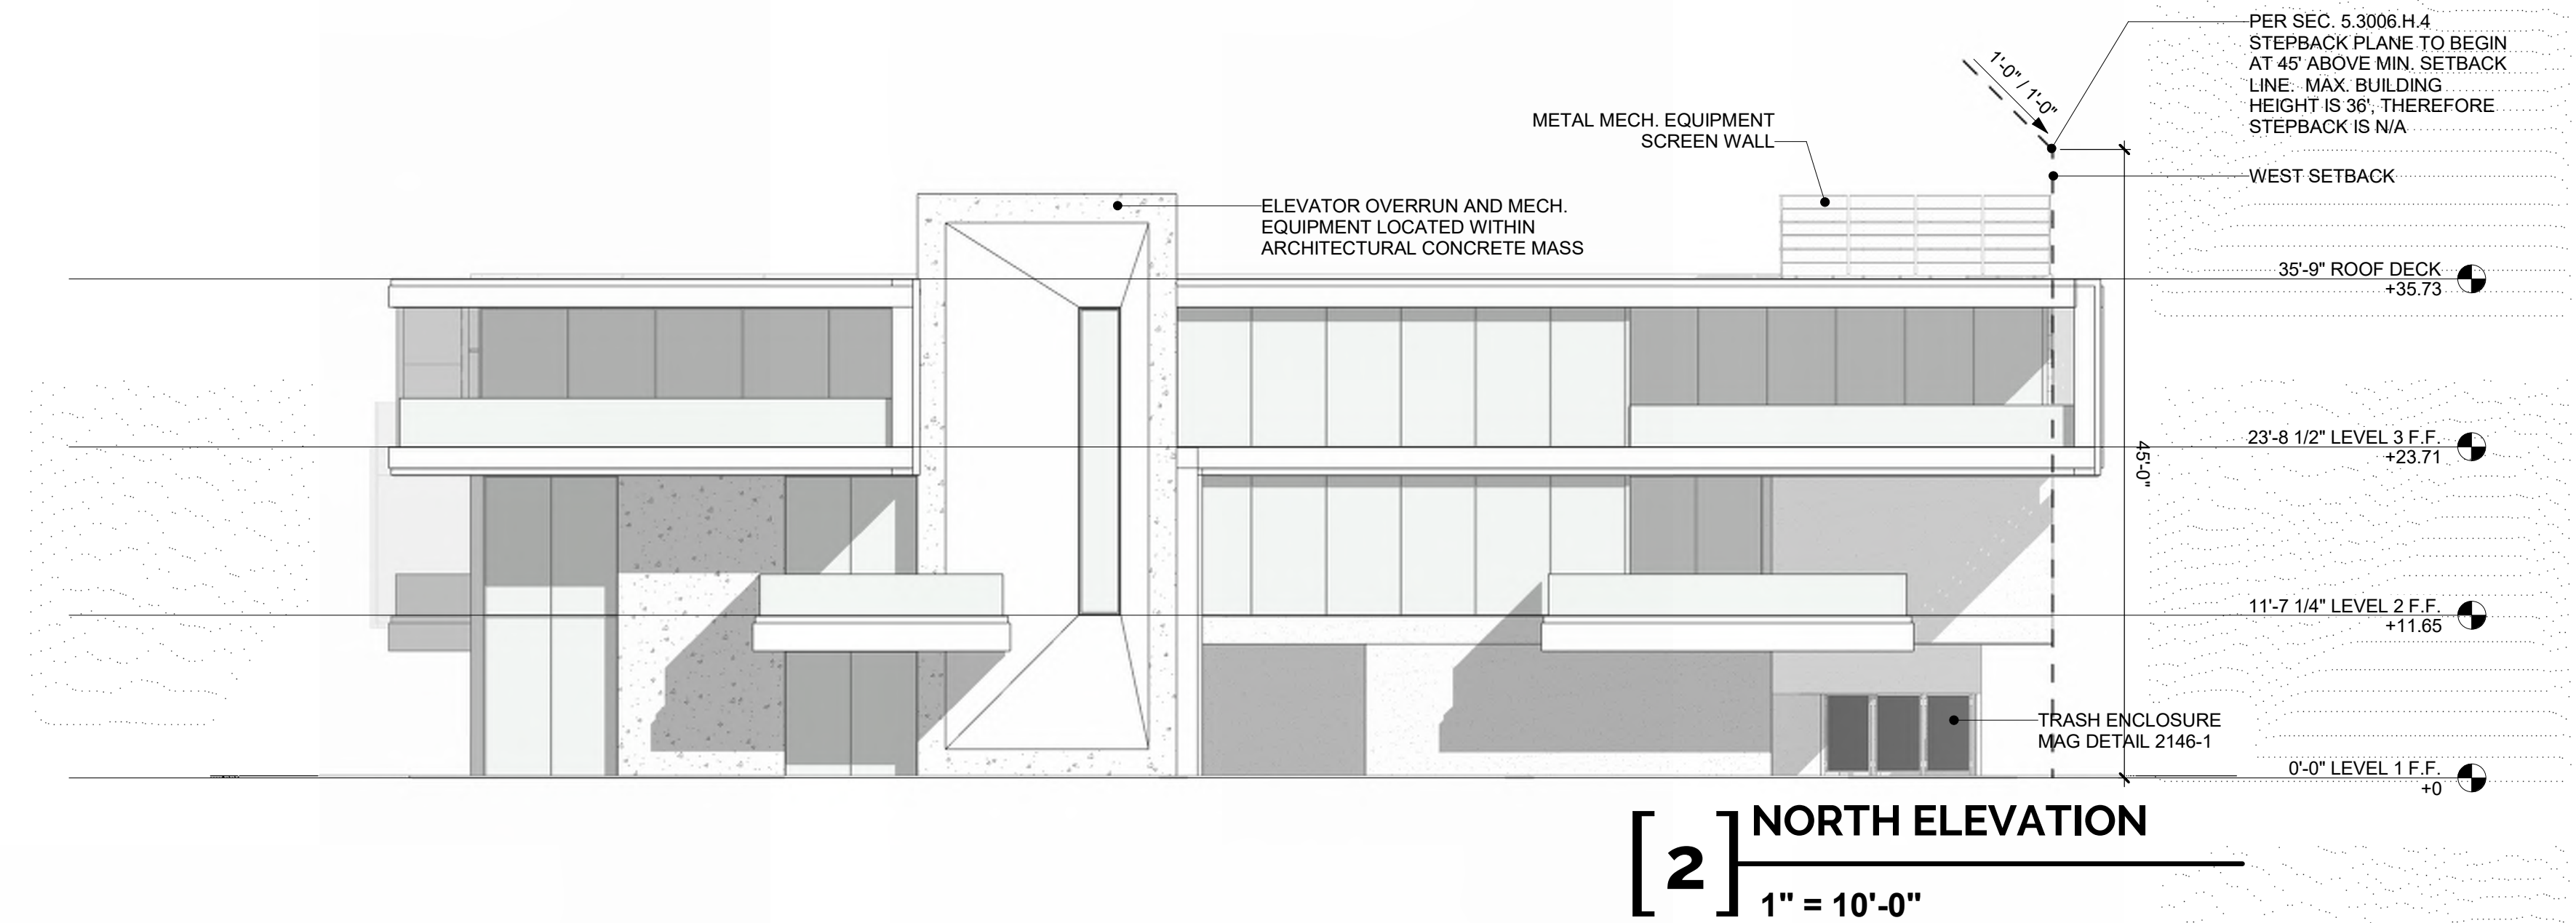 PER SEC. 5.3006.H.4
STEPBACK PLANE TO BEGIN
AT 45' ABOVE MIN. SETBACK
LINE. MAX. BUILDING
HEIGHT IS 36', THEREFORE
STEPBACK IS N/A
1'-0" / 1'-0"
METAL MECH. EQUIPMENT
SCREEN WALL
WEST SETBACK
ELEVATOR OVERRUN AND MECH.
EQUIPMENT LOCATED WITHIN
ARCHITECTURAL CONCRETE MASS
35'-9" ROOF DECK
+35.73
23'-8 1/2" LEVEL 3 F.F.
+23.71
45'-0"
11'-7 1/4" LEVEL 2 F.F.
+11.65
TRASH ENCLOSURE
MAG DETAIL 2146-1
0'-0" LEVEL 1 F.F.
+0
[2] NORTH ELEVATION
1" = 10'-0"